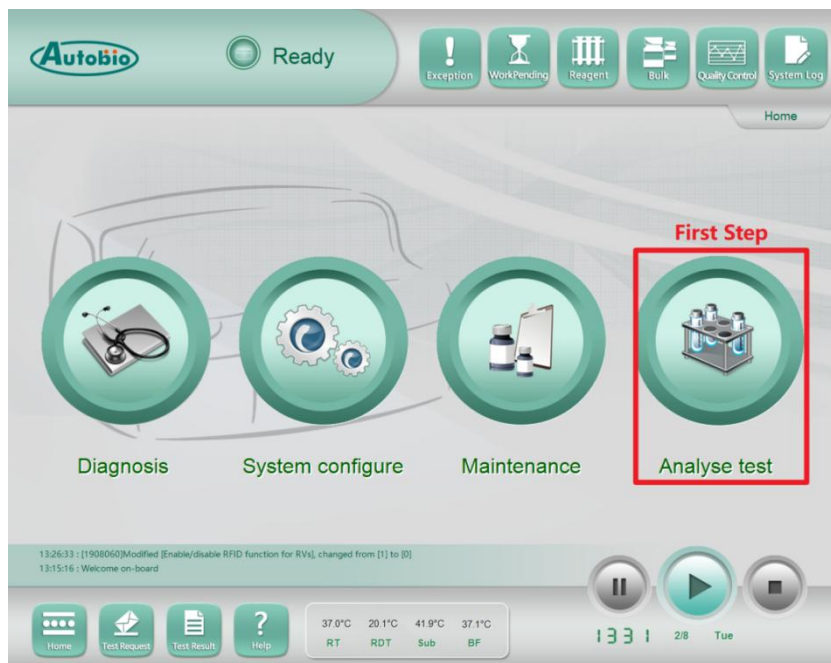 Autobio
Ready
Exception
WorkPending
Reagent
Bulk
Quality Control
System Log
Home
First Step
Diagnosis
System configure
Maintenance
Analyse test
13:26:33 : [1908060]Modified [Enable/disable RFID function for RVs], changed from [1] to [0]
13:15:16 : Welcome on-board
Home
Test Request
Test Result
? Help
37.0°C 20.1°C 41.9°C 37.1°C
RT RDT Sub BF
1331 2/8 Tue